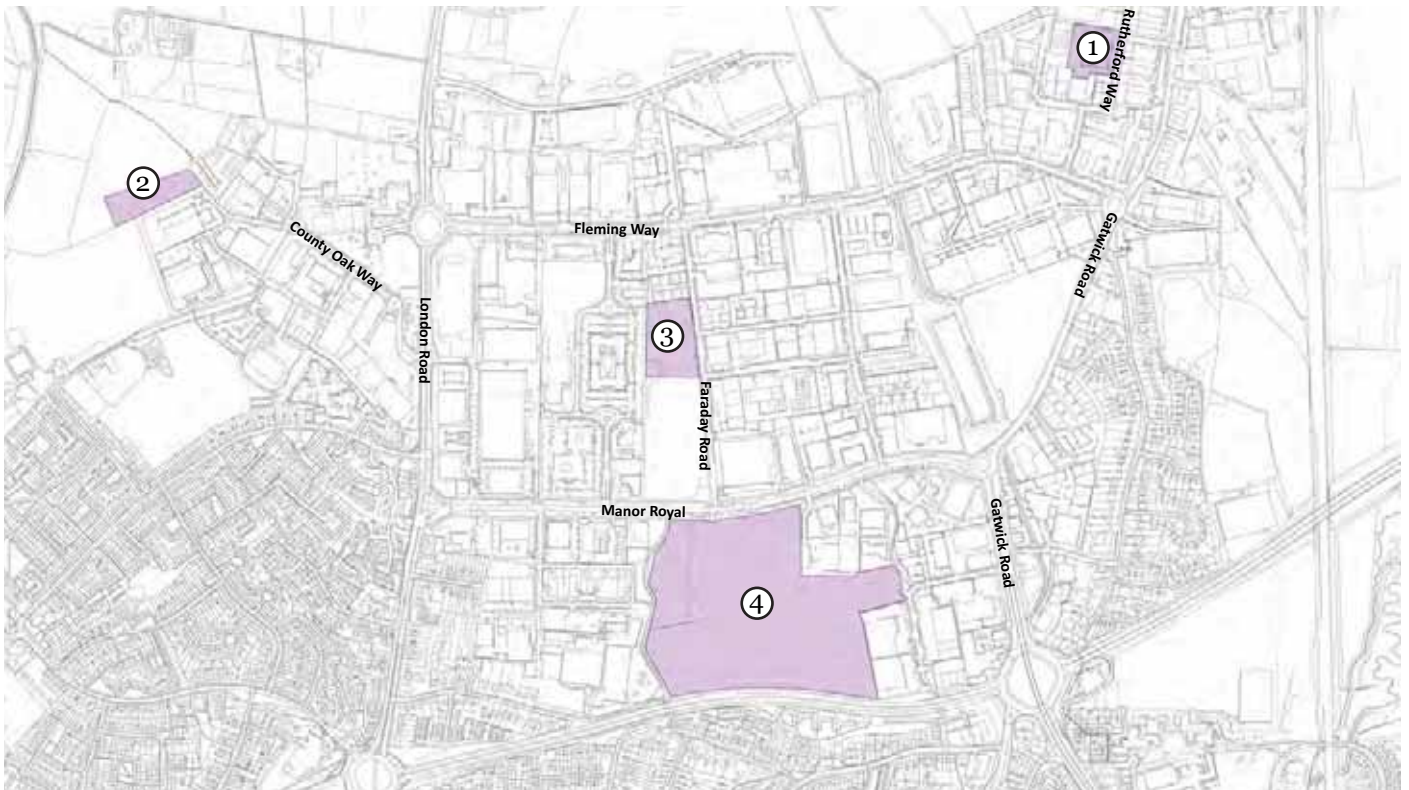 1
Rutherford Way
2
County Oak Way
Fleming Way
Gatwick Road
London Road
3
Faraday Road
Manor Royal
Gatwick Road
4